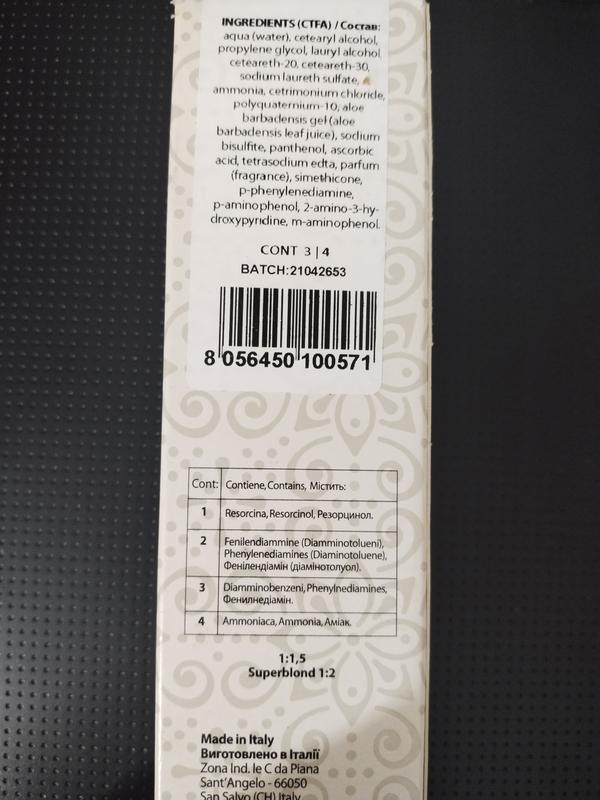 INGREDIENTS (CTFA) / Состав:
aqua (water), cetearyl alcohol,
propylene glycol, lauryl alcohol
ceteareth-20, ceteareth-30,
sodium laureth sulfate,
ammonia, cetrimonium chloride,
polyquaternium-10, aloe
barbadensis gel (aloe
barbadensis leaf juice), sodium
bisulfite, panthenol, ascorbic
acid, tetrasodium edta, parfum
(fragrance), simethicone,
p-phenylenediamine,
p-aminophenol, 2-amino-3-hy-
droxypyridine, m-aminophenol.
CONT 3 | 4
BATCH:21042653
8 056450 100571
Cont: Contiene, Contains, Містить:
1 Resorcina, Resorcinol, Резорцинол.
2 Fenilendiammine (Diamminotolueni),
Phenylenediamines (Diaminotoluene),
Фенілендіамін (діамінотолуол).
3 Diamminobenzeni, Phenylnediamines,
Фенилнедіамін.
4 Ammoniaca, Ammonia, Аміак.
1:1,5
Superblond 1:2
Made in Italy
Виготовлено в Італії
Zona Ind. le C da Piana
Sant'Angelo - 66050
San Salvo (CH) Italy